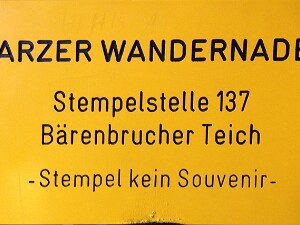 ARZER WANDERNADE
Stempelstelle 137
Bärenbrucher Teich
-Stempel kein Souvenir-